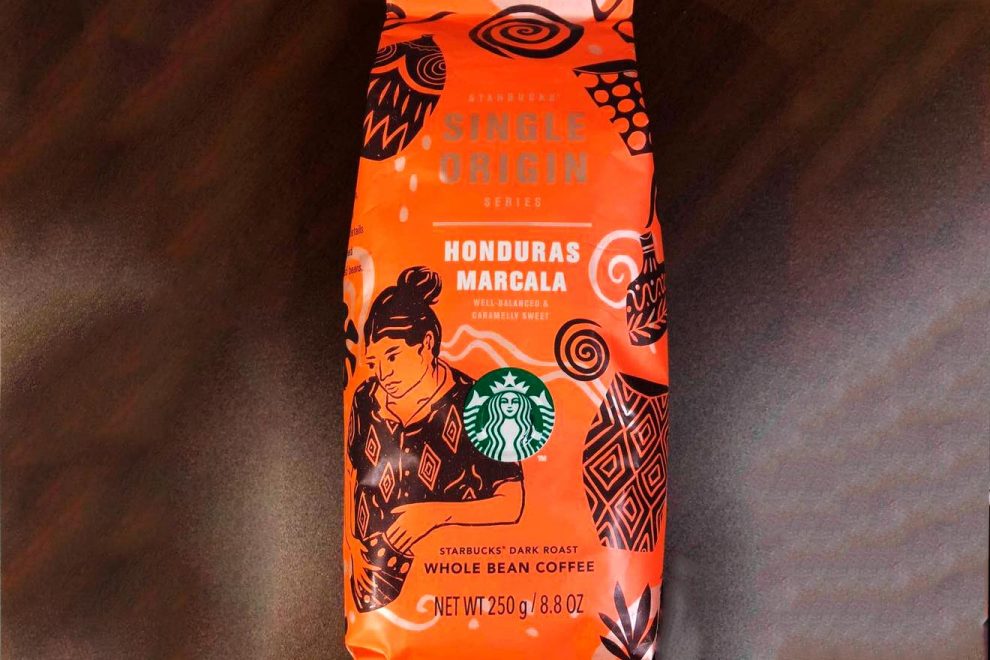 STARBUCKS®
SINGLE
ORIGIN
SERIES
HONDURAS
MARCALA
WELL-BALANCED &
CARAMELLY SWEET
TM
STARBUCKS® DARK ROAST
WHOLE BEAN COFFEE
NET WT 250 g / 8.8 OZ